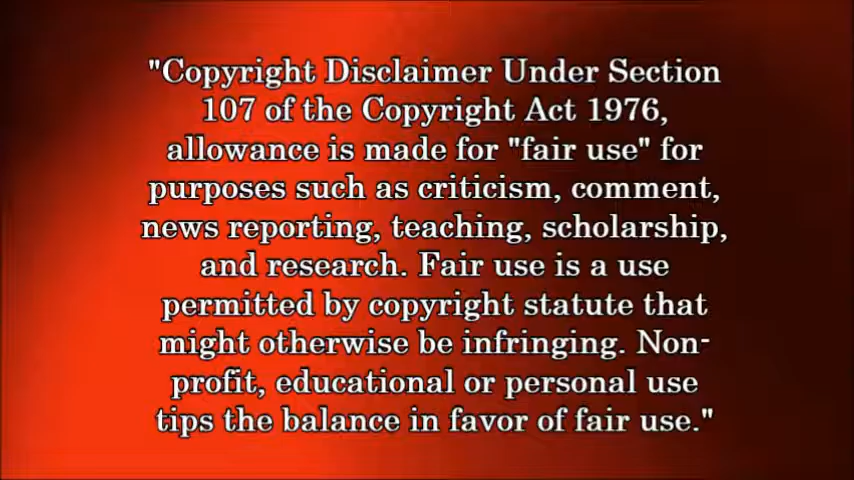 "Copyright Disclaimer Under Section
107 of the Copyright Act 1976,
allowance is made for "fair use" for
purposes such as criticism, comment,
news reporting, teaching, scholarship,
and research. Fair use is a use
permitted by copyright statute that
might otherwise be infringing. Non-
profit, educational or personal use
tips the balance in favor of fair use."